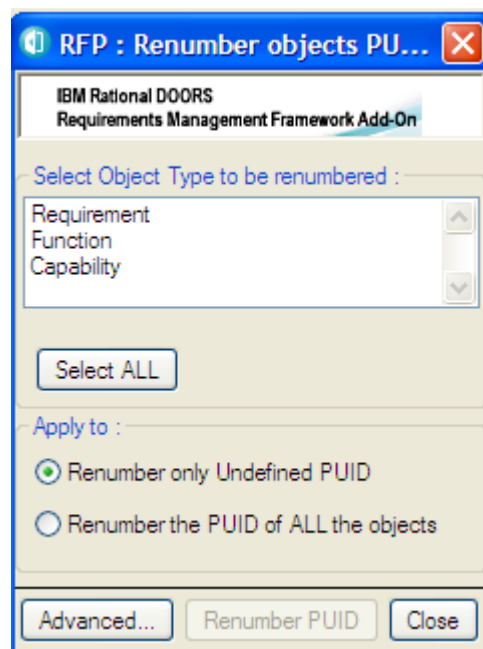 RFP : Renumber objects PU...
IBM Rational DOORS
Requirements Management Framework Add-On
Select Object Type to be renumbered :
Requirement
Function
Capability
Select ALL
Apply to :
Renumber only Undefined PUID
Renumber the PUID of ALL the objects
Advanced... Renumber PUID Close